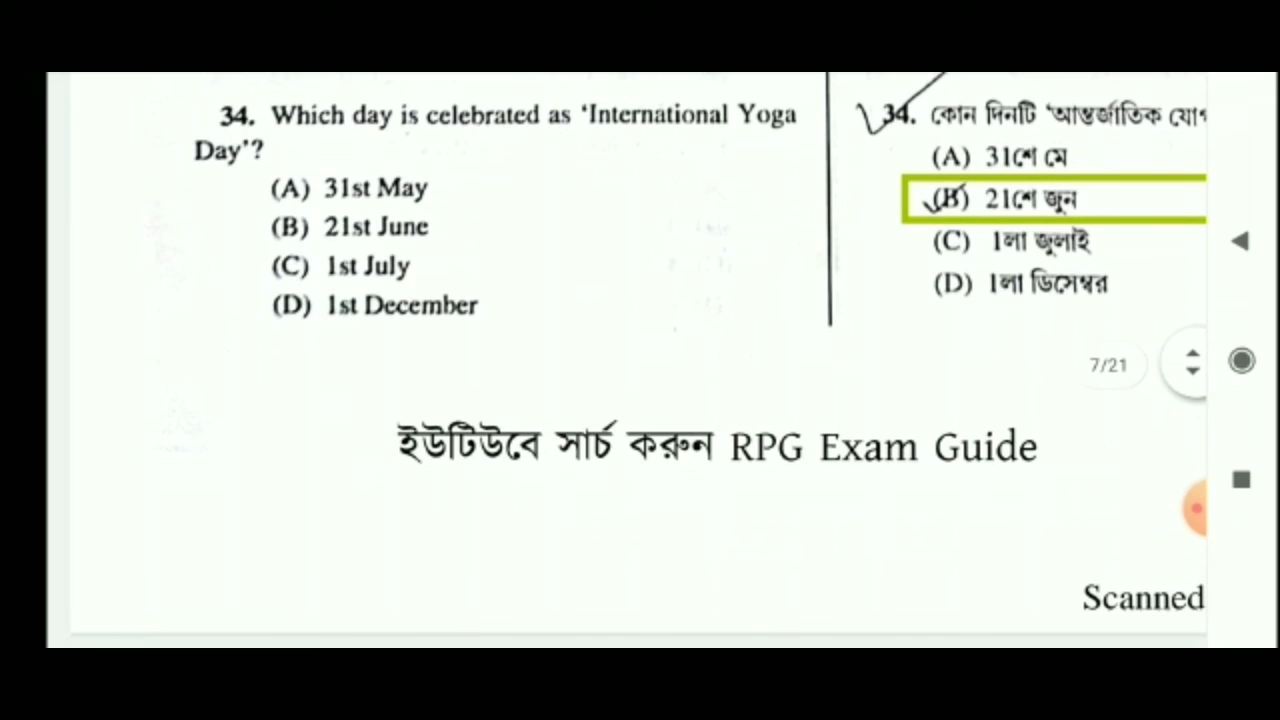 34. Which day is celebrated as ‘International Yoga
Day’?
(A) 31st May
(B) 21st June
(C) 1st July
(D) 1st December
34. কোন দিনটি ‘আন্তর্জাতিক
(A) 31শে মে
(B) 21শে জুন
(C) 1লা জুলাই
(D) 1লা ডিসেম্বর
7/21
ইউটিউবে সার্চ করুন RPG Exam Guide
Scanned